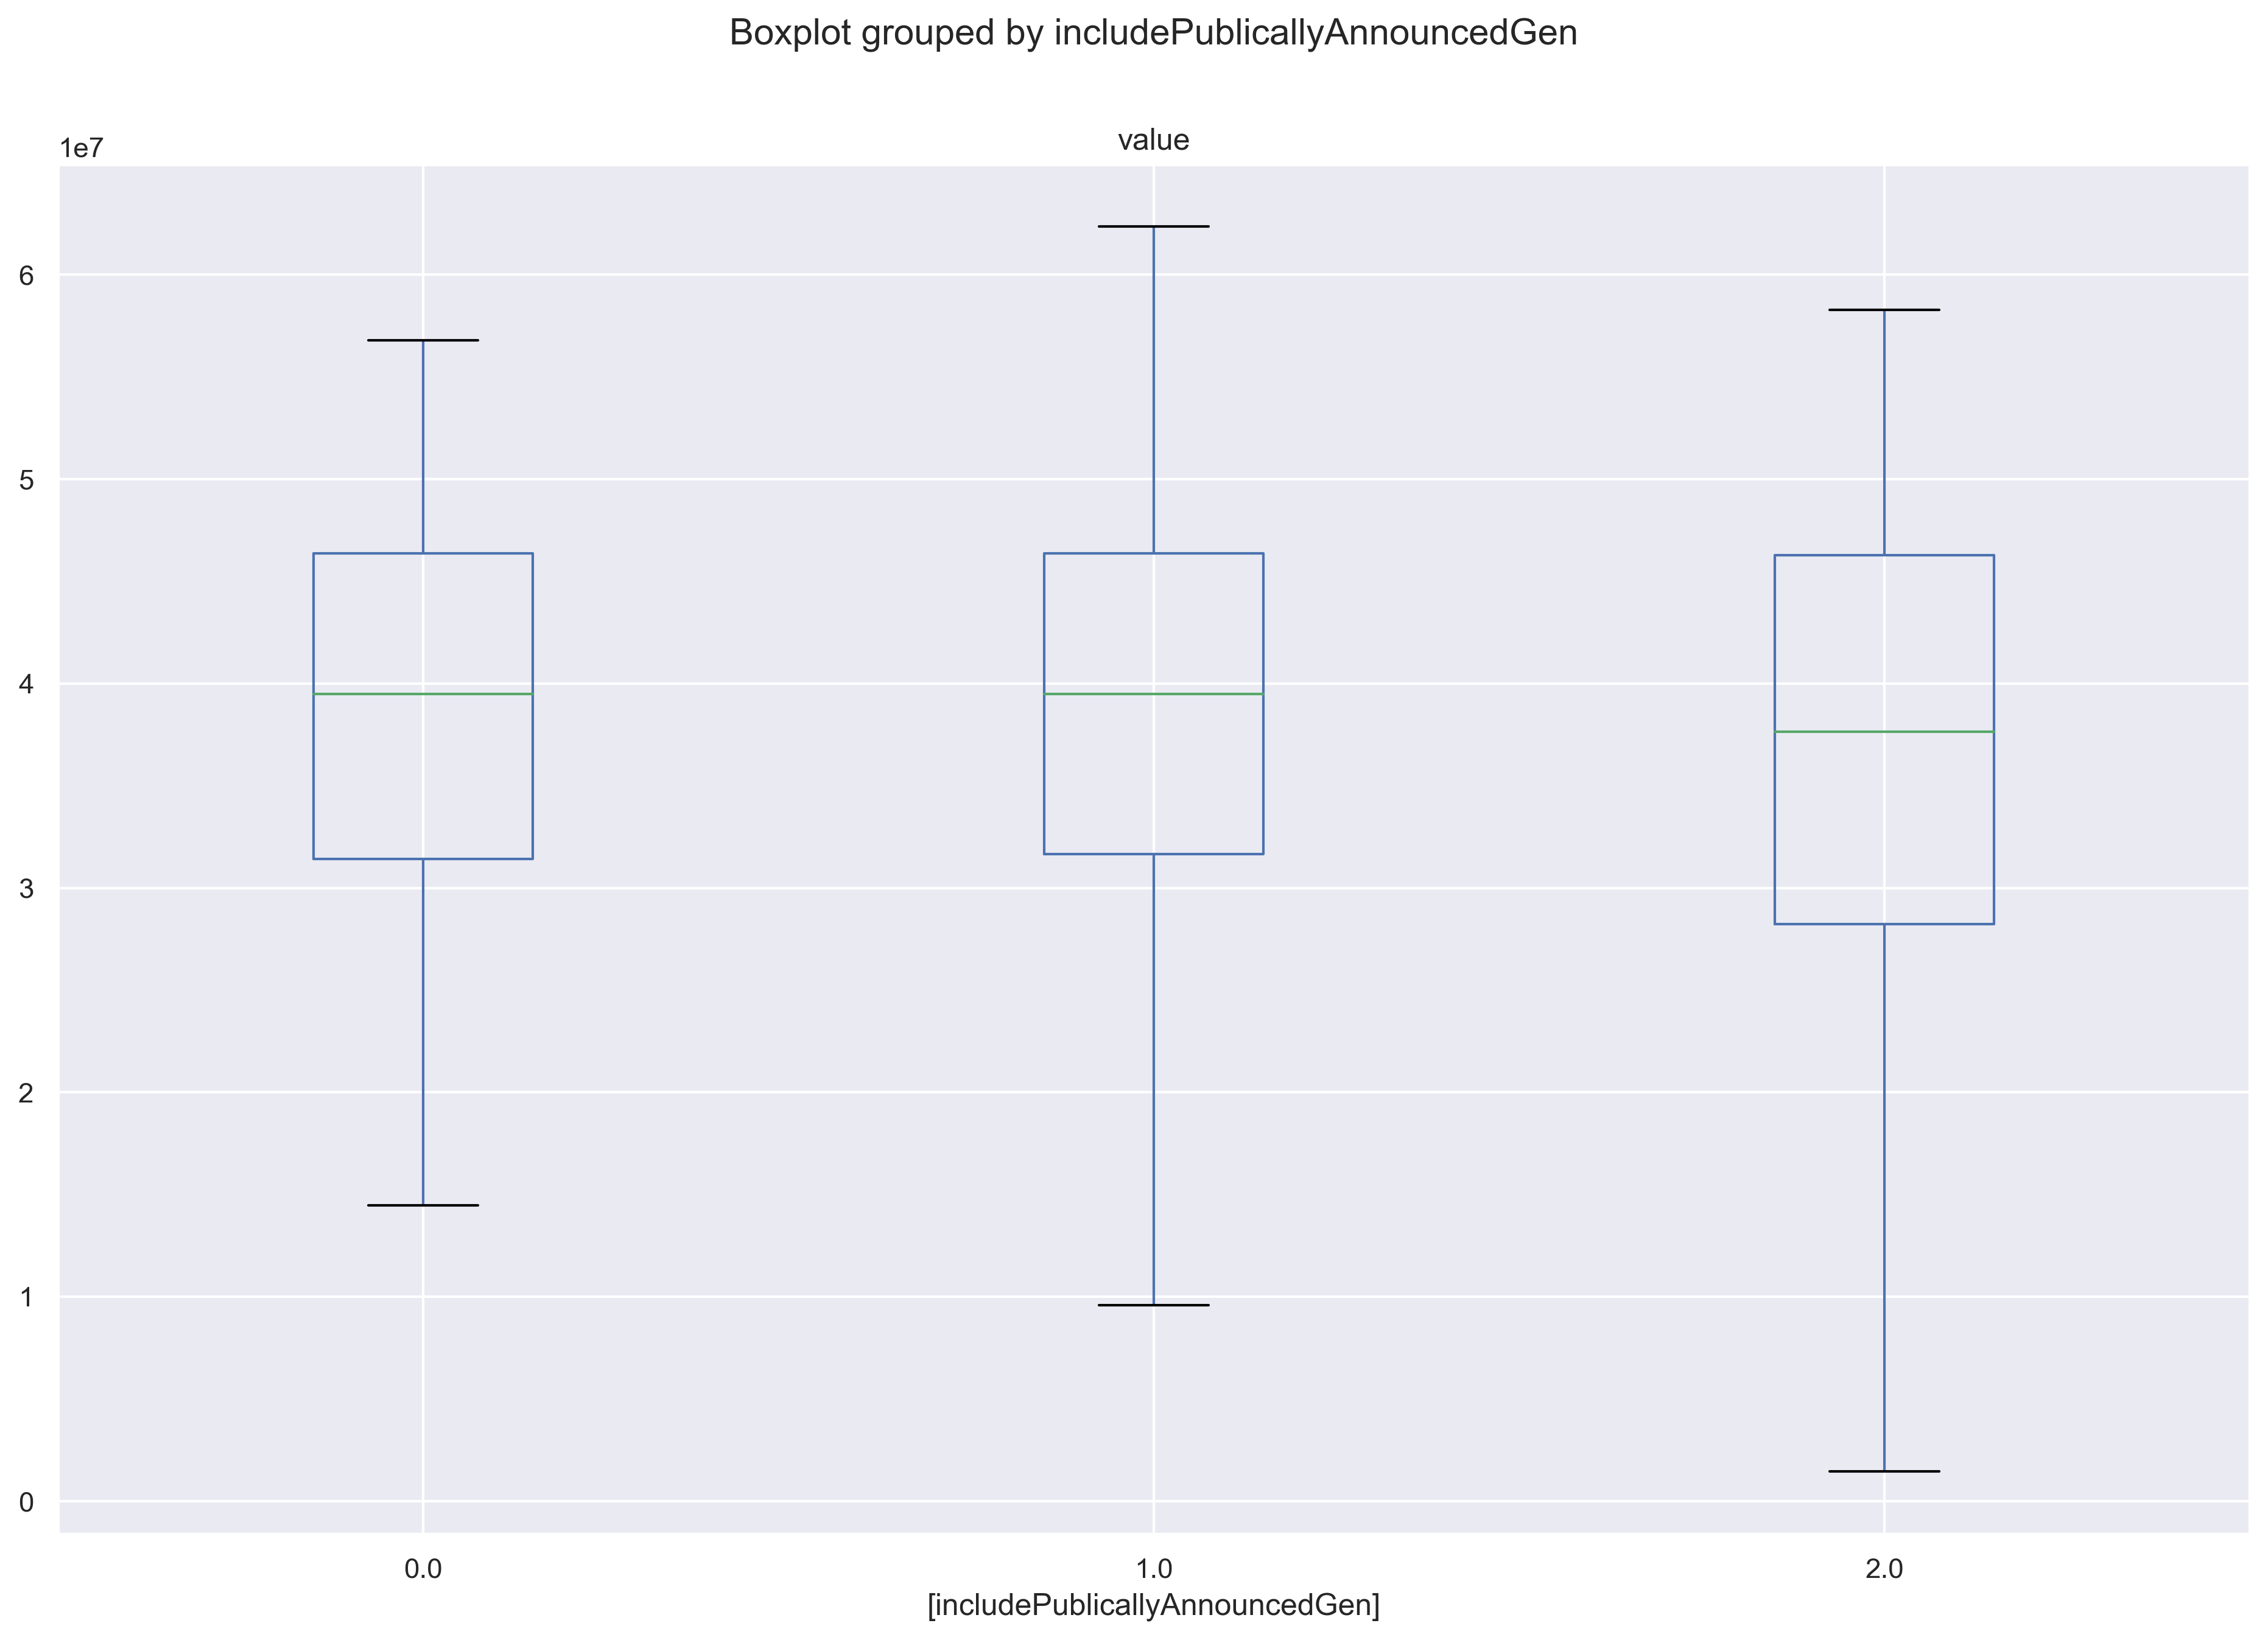 Boxplot grouped by includePublicallyAnnouncedGen
value
1e7
6
5
4
3
2
1
0
0.0 1.0 2.0
[includePublicallyAnnouncedGen]